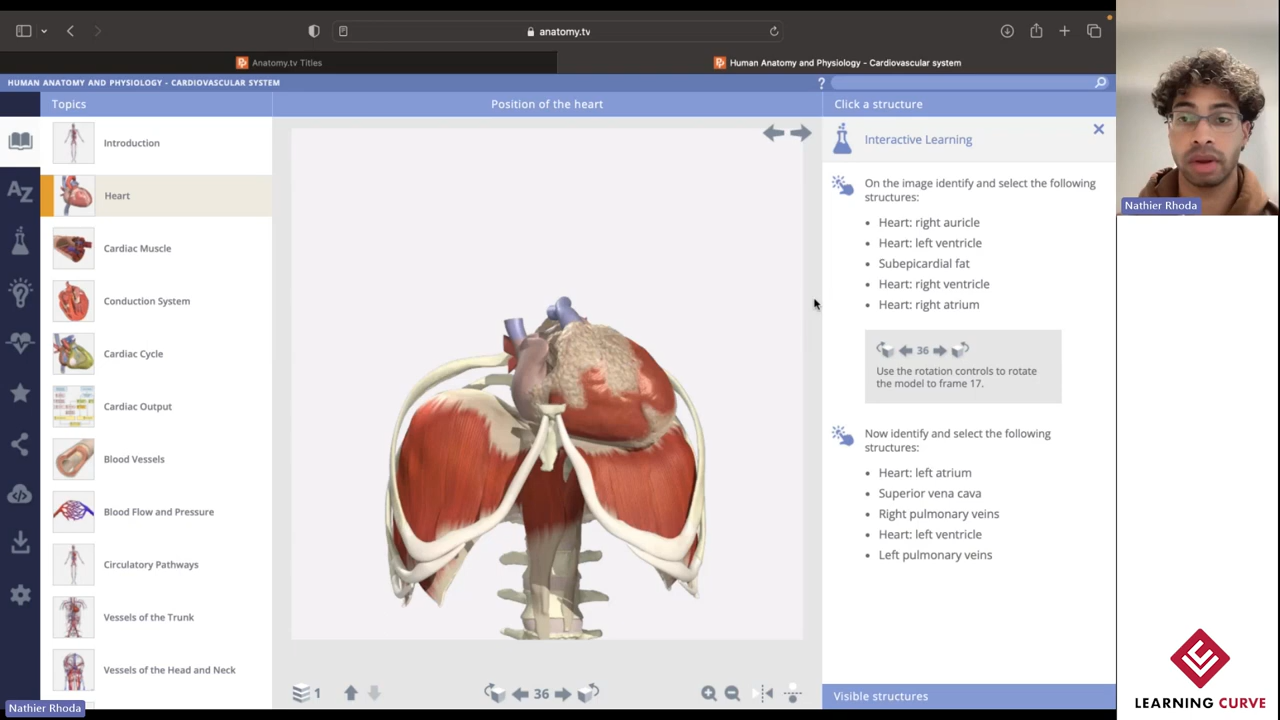 anatomy.tv
Anatomy.tv Titles
Human Anatomy and Physiology - Cardiovascular system
HUMAN ANATOMY AND PHYSIOLOGY - CARDIOVASCULAR SYSTEM
?
Topics
Introduction
Heart
Cardiac Muscle
Conduction System
Cardiac Cycle
Cardiac Output
Blood Vessels
Blood Flow and Pressure
Circulatory Pathways
Vessels of the Trunk
Vessels of the Head and Neck
AZ
Position of the heart
1
36
Click a structure
Interactive Learning
On the image identify and select the following
structures:
• Heart: right auricle
• Heart: left ventricle
• Subepicardial fat
• Heart: right ventricle
• Heart: right atrium
36
Use the rotation controls to rotate
the model to frame 17.
Now identify and select the following
structures:
• Heart: left atrium
• Superior vena cava
• Right pulmonary veins
• Heart: left ventricle
• Left pulmonary veins
Visible structures
Nathier Rhoda
Nathier Rhoda
LEARNING CURVE